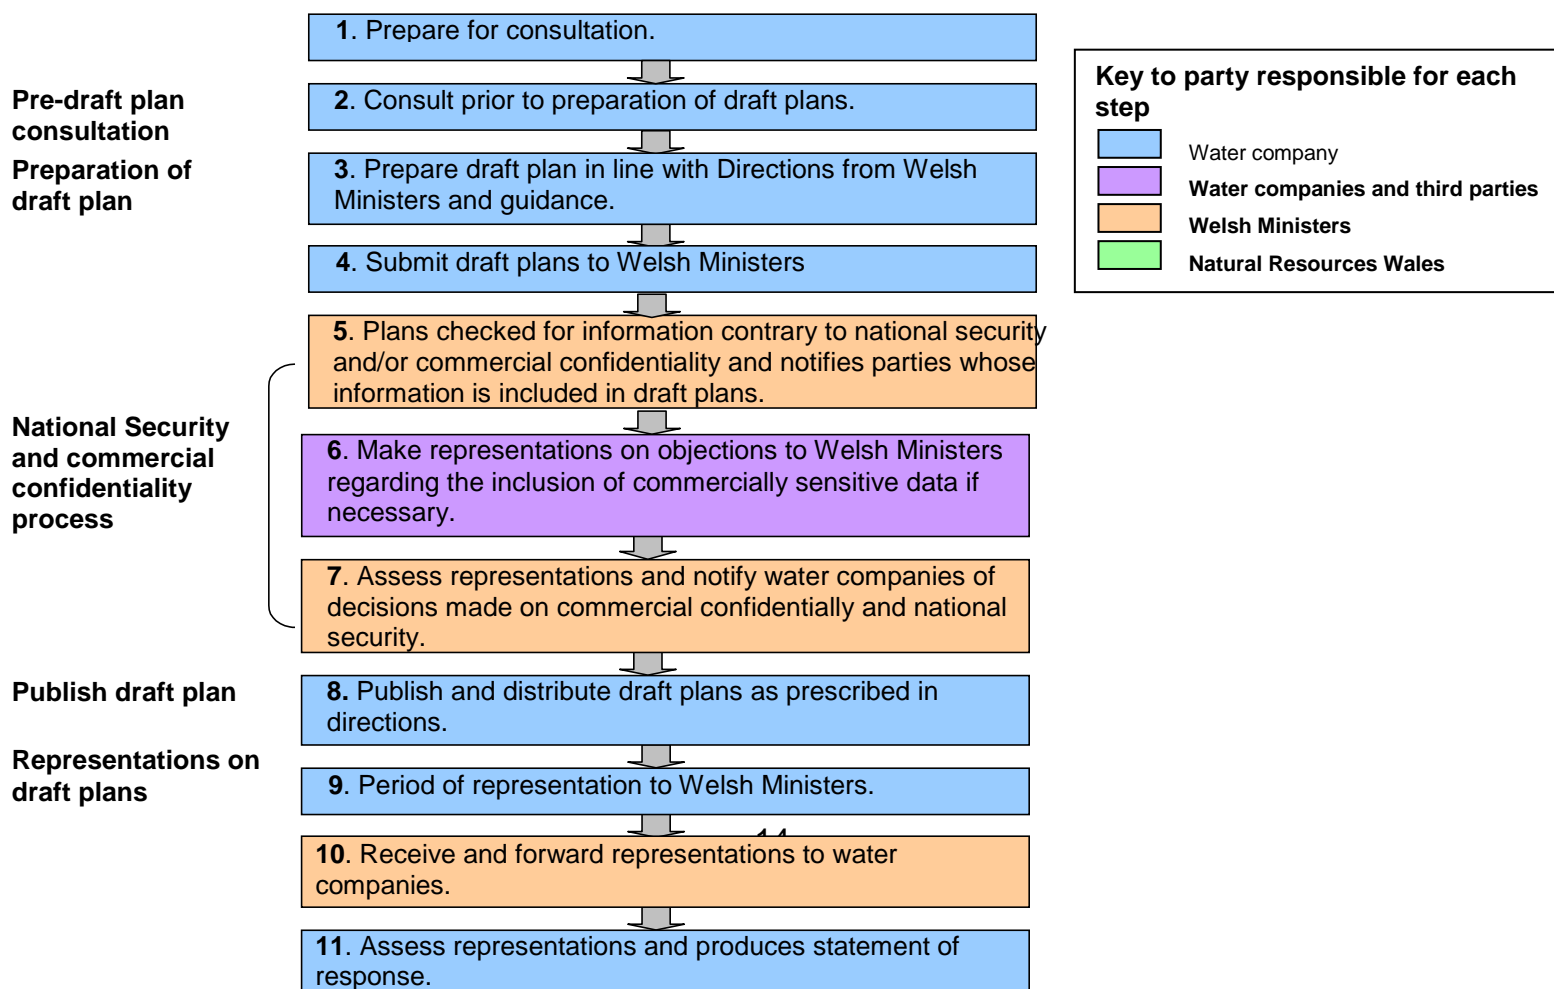 1. Prepare for consultation.
Pre-draft plan
consultation
2. Consult prior to preparation of draft plans.
Preparation of
draft plan
3. Prepare draft plan in line with Directions from Welsh
Ministers and guidance.
4. Submit draft plans to Welsh Ministers
National Security
and commercial
confidentiality
process
5. Plans checked for information contrary to national security
and/or commercial confidentiality and notifies parties whose
information is included in draft plans.
6. Make representations on objections to Welsh Ministers
regarding the inclusion of commercially sensitive data if
necessary.
7. Assess representations and notify water companies of
decisions made on commercial confidentially and national
security.
Publish draft plan
8. Publish and distribute draft plans as prescribed in
directions.
Representations on
draft plans
9. Period of representation to Welsh Ministers.
10. Receive and forward representations to water
companies.
11. Assess representations and produces statement of
response.
Key to party responsible for each
step
Water company
Water companies and third parties
Welsh Ministers
Natural Resources Wales